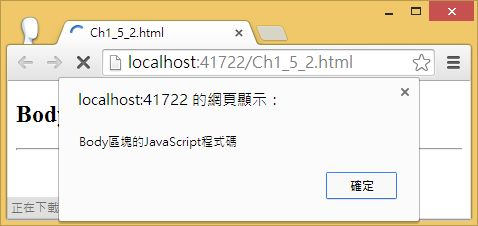 Ch1_5_2.html
localhost:41722/Ch1_5_2.html
localhost:41722 的網頁顯示：
Body區塊的JavaScript程式碼
確定
Body
正在下載